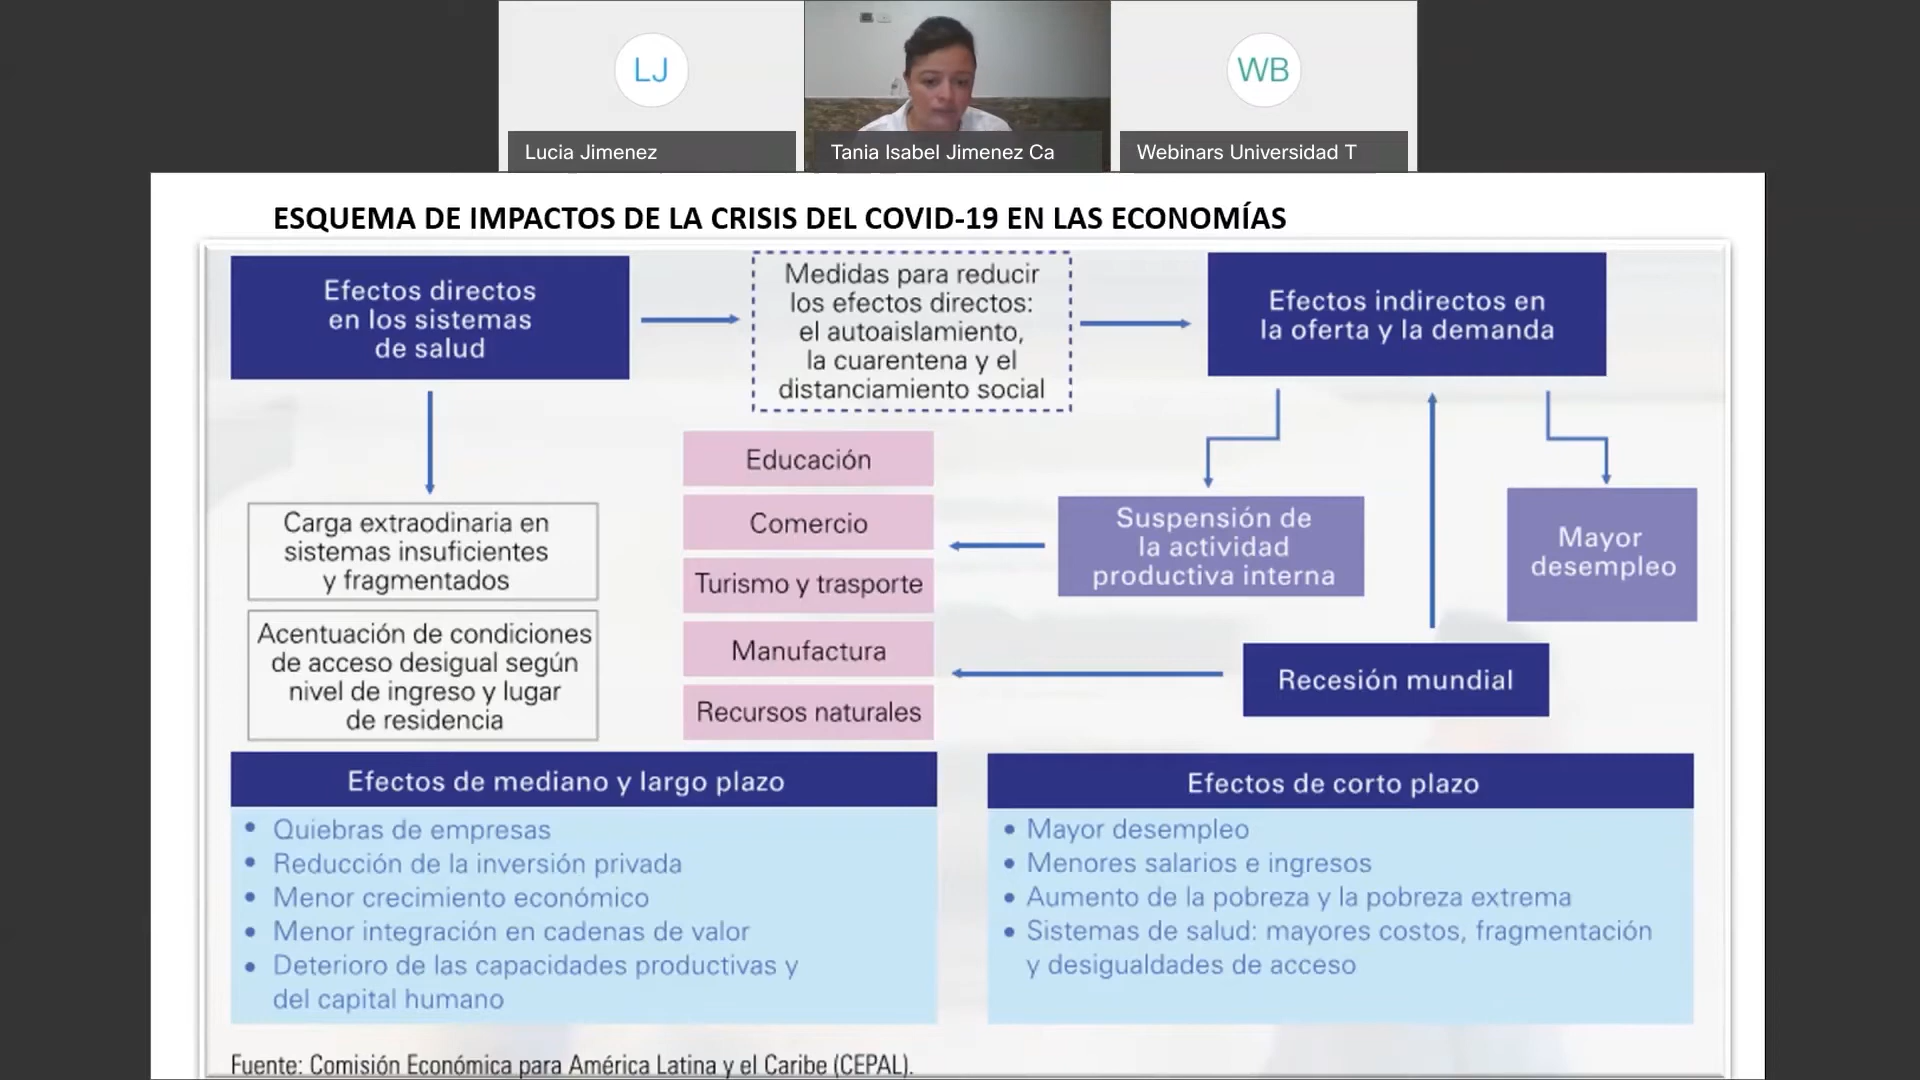 LJ
WB
Lucia Jimenez
Tania Isabel Jimenez Ca
Webinars Universidad T
ESQUEMA DE IMPACTOS DE LA CRISIS DEL COVID-19 EN LAS ECONOMÍAS
Efectos directos
en los sistemas
de salud
Medidas para reducir
los efectos directos:
el autoaislamiento,
la cuarentena y el
distanciamiento social
Efectos indirectos en
la oferta y la demanda
Carga extraodinaria en
sistemas insuficientes
y fragmentados
Acentuación de condiciones
de acceso desigual según
nivel de ingreso y lugar
de residencia
Educación
Comercio
Turismo y trasporte
Manufactura
Recursos naturales
Suspensión de
la actividad
productiva interna
Mayor
desempleo
Recesión mundial
Efectos de mediano y largo plazo
• Quiebras de empresas
• Reducción de la inversión privada
• Menor crecimiento económico
• Menor integración en cadenas de valor
• Deterioro de las capacidades productivas y
del capital humano
Efectos de corto plazo
• Mayor desempleo
• Menores salarios e ingresos
• Aumento de la pobreza y la pobreza extrema
• Sistemas de salud: mayores costos, fragmentación
y desigualdades de acceso
Fuente: Comisión Económica para América Latina y el Caribe (CEPAL).